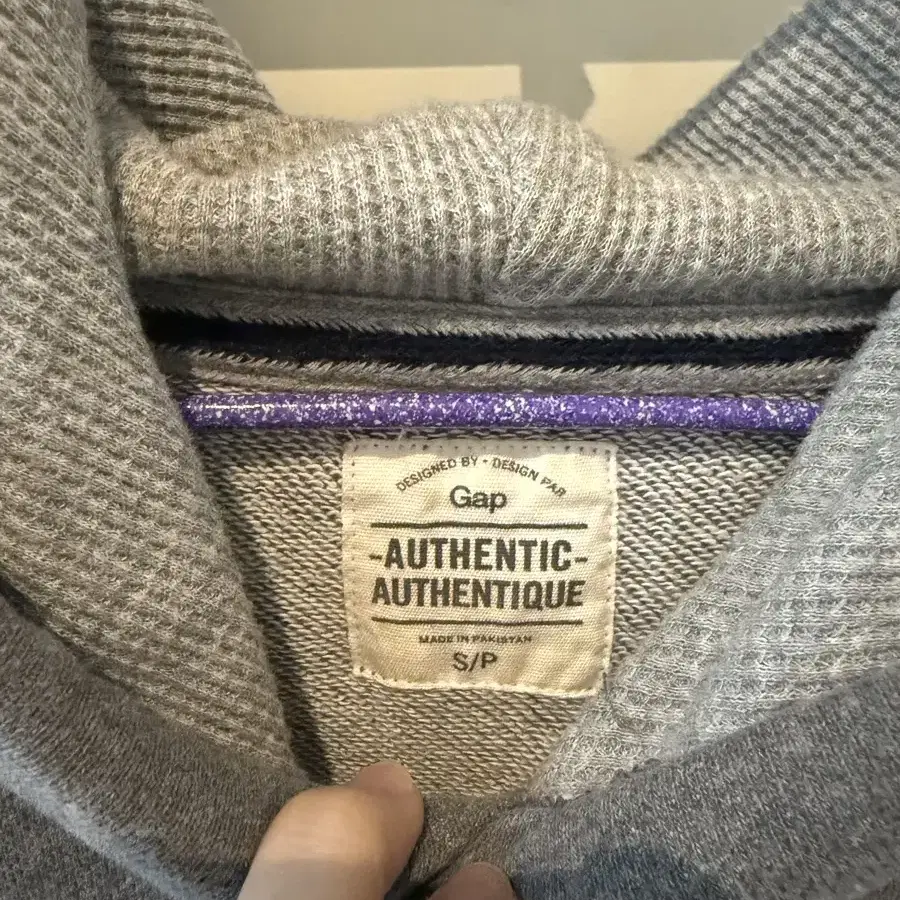 DESIGNED BY • DESIGN PAR
Gap
-AUTHENTIC-
AUTHENTIQUE
MADE IN PAKISTAN
S/P